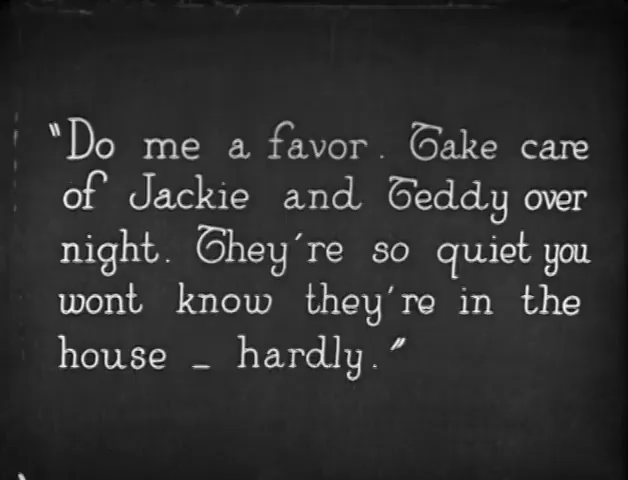 "Do me a favor. Take care
of Jackie and Teddy over
night. They're so quiet you
wont know they're in the
house - hardly."